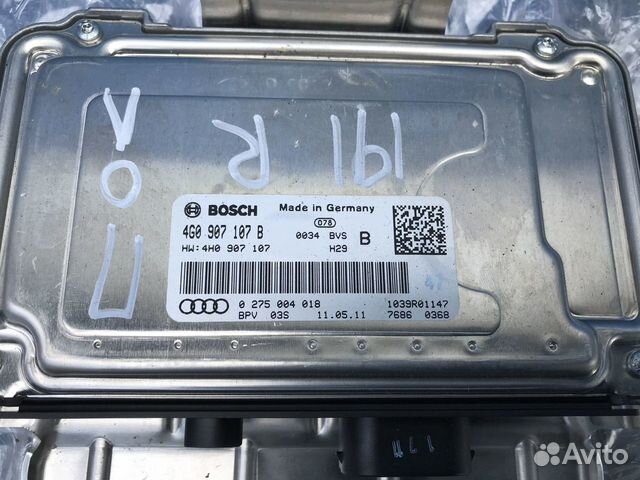 191 R
BOSCH Made in Germany
4G0 907 107 B 078 0034 BVS B
HW:4H0 907 107 H29
0 275 004 018 1039R01147
BPV 03S 11.05.11 7686 0368
Avito